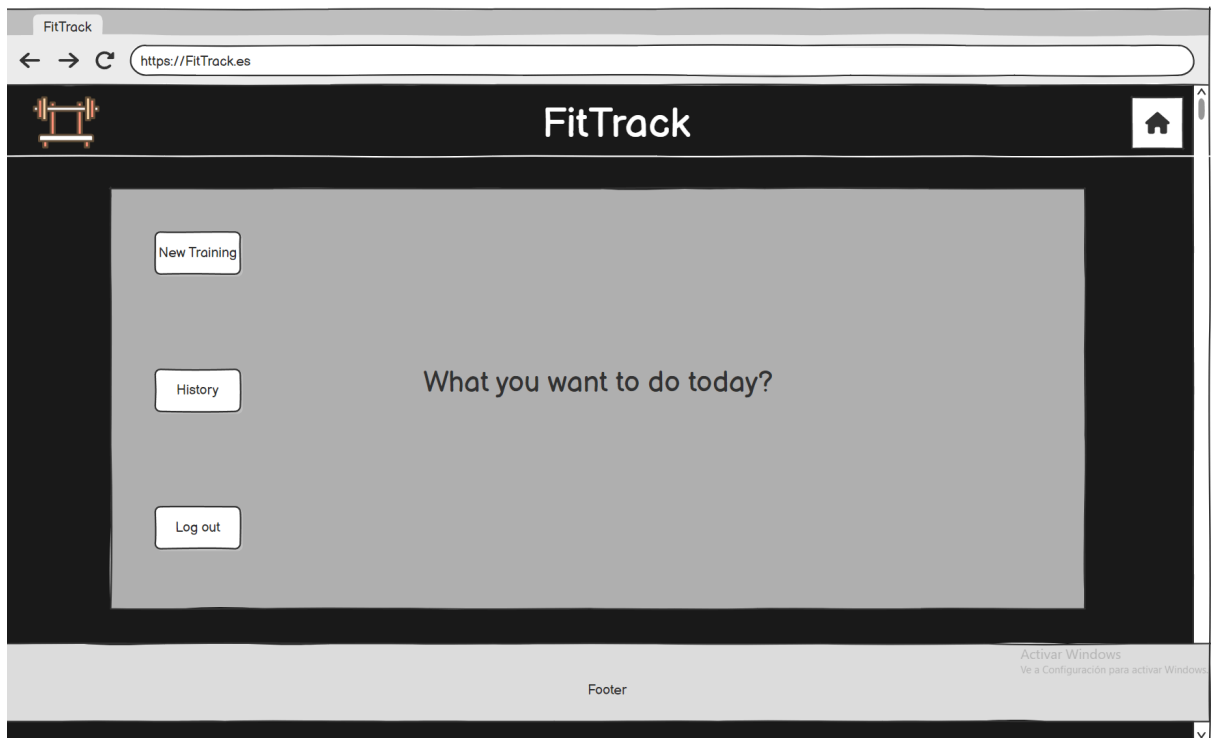 FitTrack
https://FitTrack.es
FitTrack
New Training
History
What you want to do today?
Log out
Activar Windows
Ve a Configuración para activar Windows.
Footer